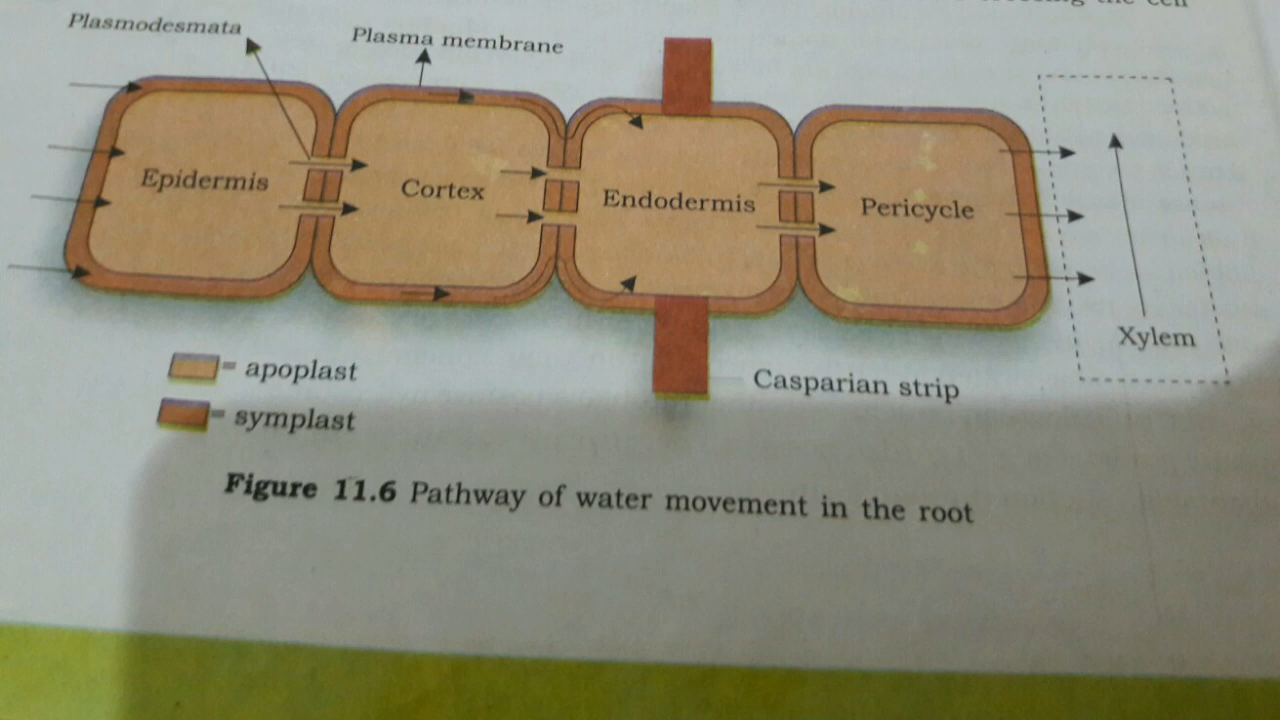 Plasmodesmata
Plasma membrane
Epidermis
Cortex
Endodermis
Pericycle
Xylem
= apoplast
Casparian strip
= symplast
Figure 11.6 Pathway of water movement in the root